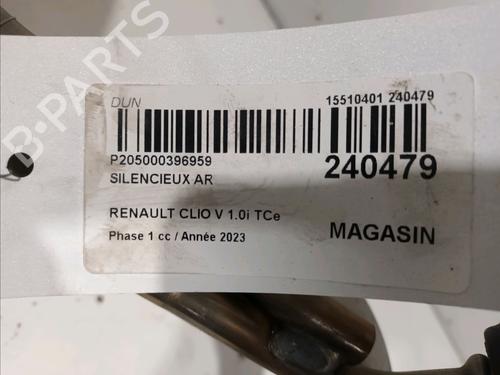 DUN
15510401 240479
P205000396959
240479
SILENCIEUX AR
RENAULT CLIO V 1.0i TCe
Phase 1 cc / Année 2023
MAGASIN
B-PARTS